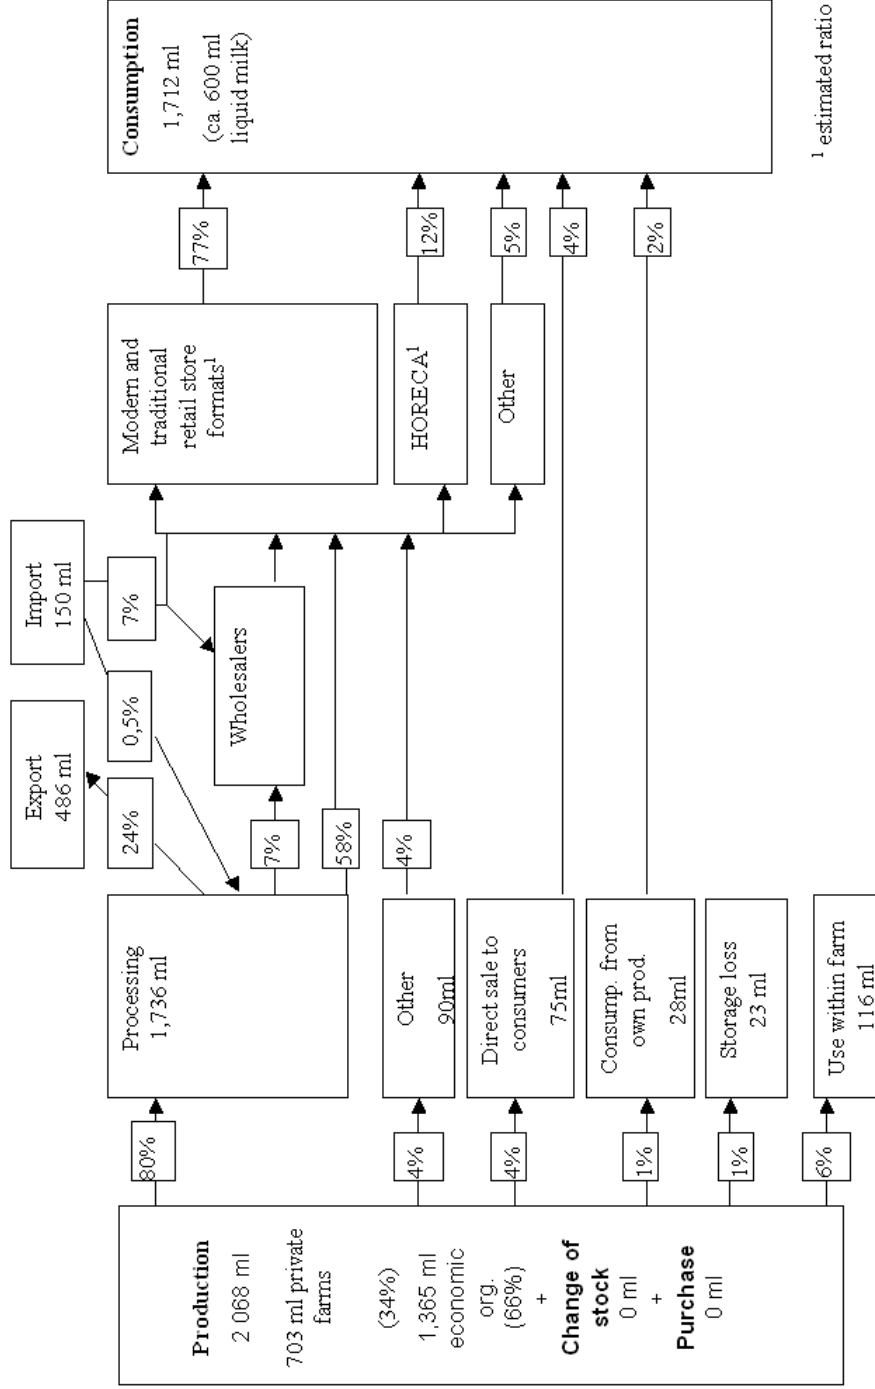 Production
2 068 ml
703 ml private
farms
(34%)
1,365 ml
economic
org.
(66%)
+
Change of
stock
0 ml
+
Purchase
0 ml
80%
4%
4%
1%
1%
6%
Processing
1,736 ml
Other
90ml
Direct sale to
consumers
75ml
Consump. from
own prod.
28ml
Storage loss
23 ml
Use within farm
116 ml
Export
486 ml
24%
Import
150 ml
0,5%
7%
7%
58%
4%
Wholesalers
Modern and
traditional
retail store
formats¹
HORECA¹
Other
77%
12%
5%
4%
2%
Consumption
1,712 ml
(ca. 600 ml
liquid milk)
¹ estimated ratio